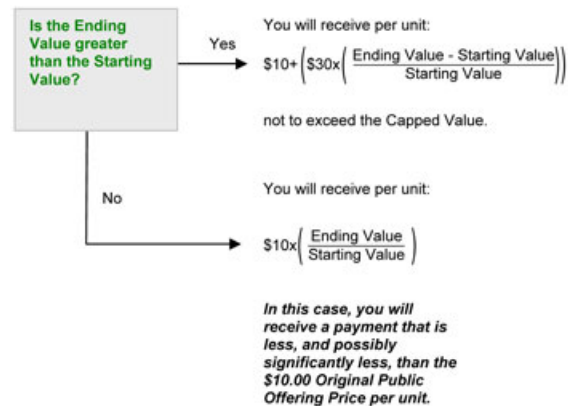 Is the Ending
Value greater
than the Starting
Value?
Yes
You will receive per unit:
$10+($30x(Ending Value - Starting Value
Starting Value))
not to exceed the Capped Value.
No
You will receive per unit:
$10x(Ending Value
Starting Value)
In this case, you will
receive a payment that is
less, and possibly
significantly less, than the
$10.00 Original Public
Offering Price per unit.